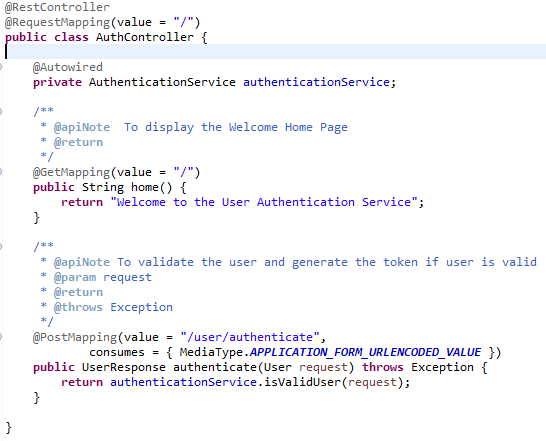 @RestController
@RequestMapping(value = "/")
public class AuthController {
@Autowired
private AuthenticationService authenticationService;
/**
* @apiNote  To display the Welcome Home Page
* @return
*/
@GetMapping(value = "/")
public String home() {
return "Welcome to the User Authentication Service";
}
/**
* @apiNote To validate the user and generate the token if user is valid
* @param request
* @return
* @throws Exception
*/
@PostMapping(value = "/user/authenticate",
consumes = { MediaType.APPLICATION_FORM_URLENCODED_VALUE })
public UserResponse authenticate(User request) throws Exception {
return authenticationService.isValidUser(request);
}
}